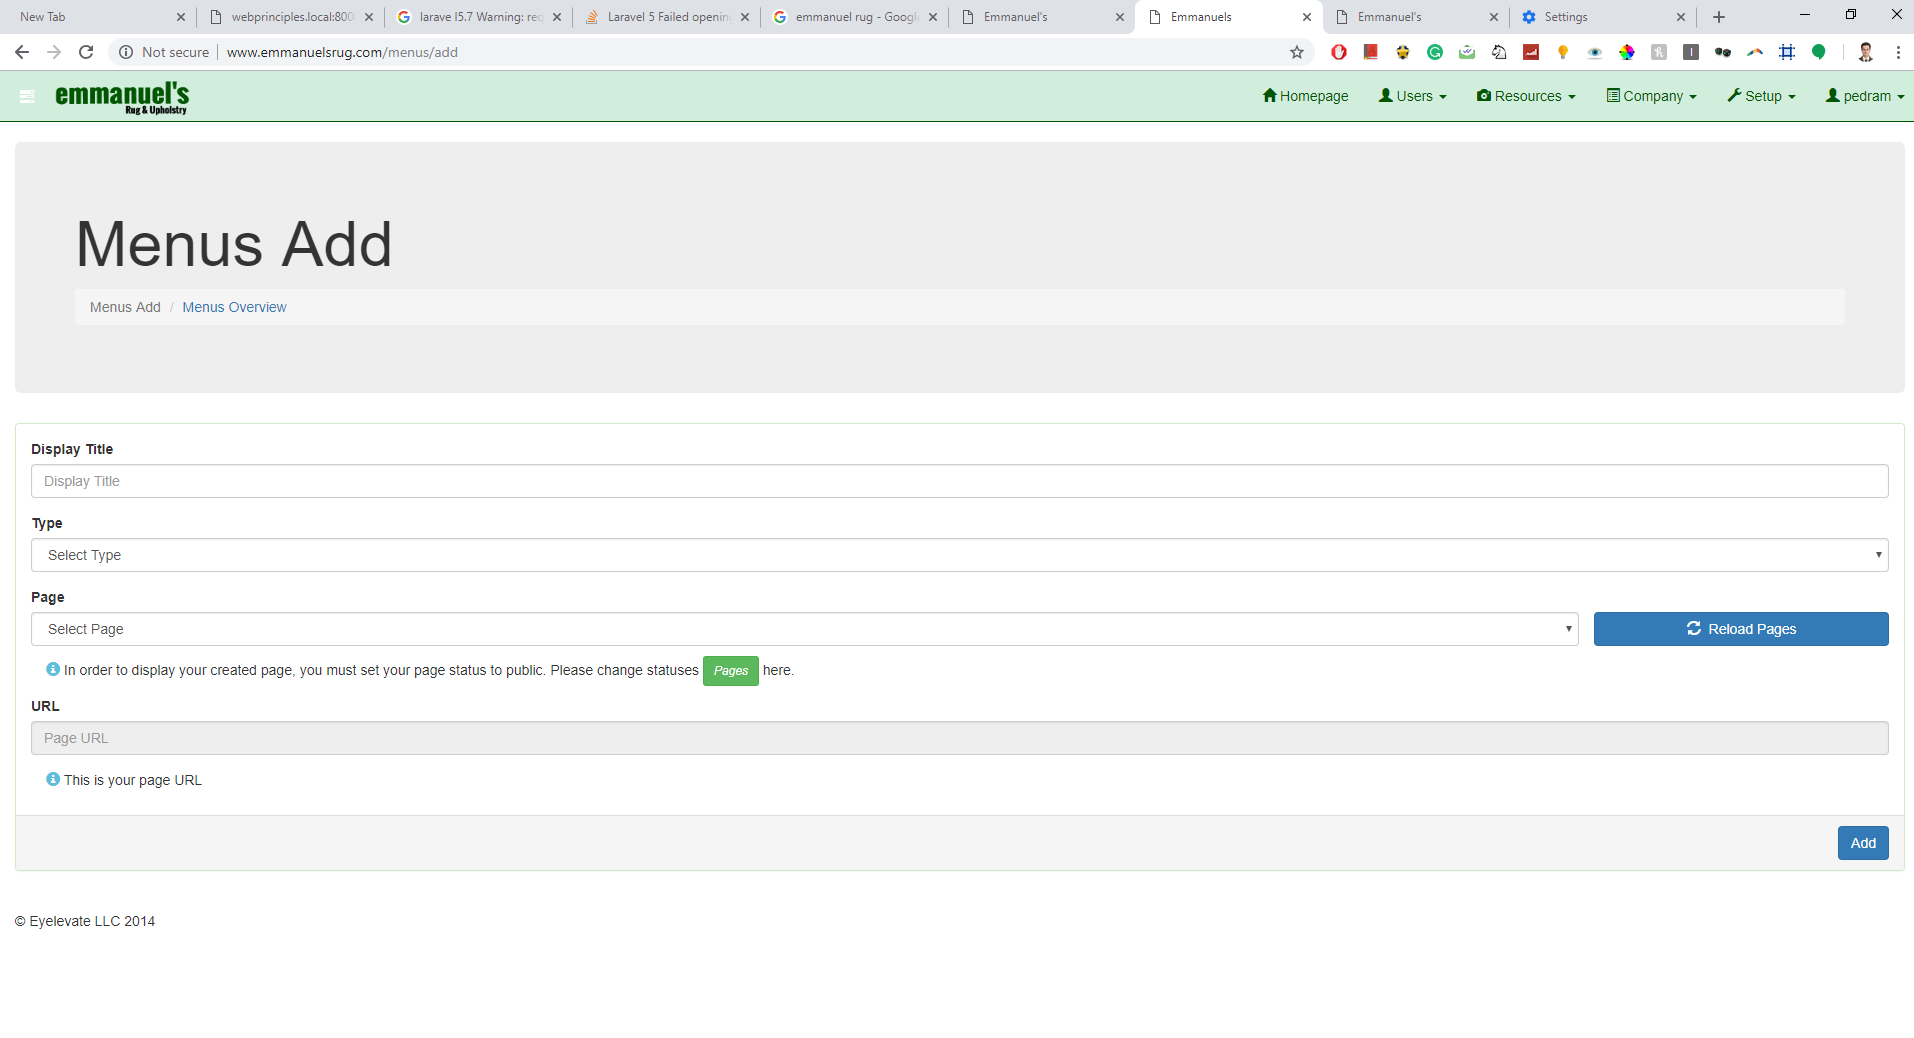 New Tab
webprinciples.local:800
larave l5.7 Warning: rec
Laravel 5 Failed openin
emmanuel rug - Googl
Emmanuel's
Emmanuels
Emmanuel's
Settings
Not secure
www.emmanuelsrug.com/menus/add
emmanuel's
Rug & Upholstry
Homepage
Users
Resources
Company
Setup
pedram
Menus Add
Menus Add / Menus Overview
Display Title
Display Title
Type
Select Type
Page
Select Page
Reload Pages
In order to display your created page, you must set your page status to public. Please change statuses Pages here.
URL
Page URL
This is your page URL
Add
© Eyelevate LLC 2014